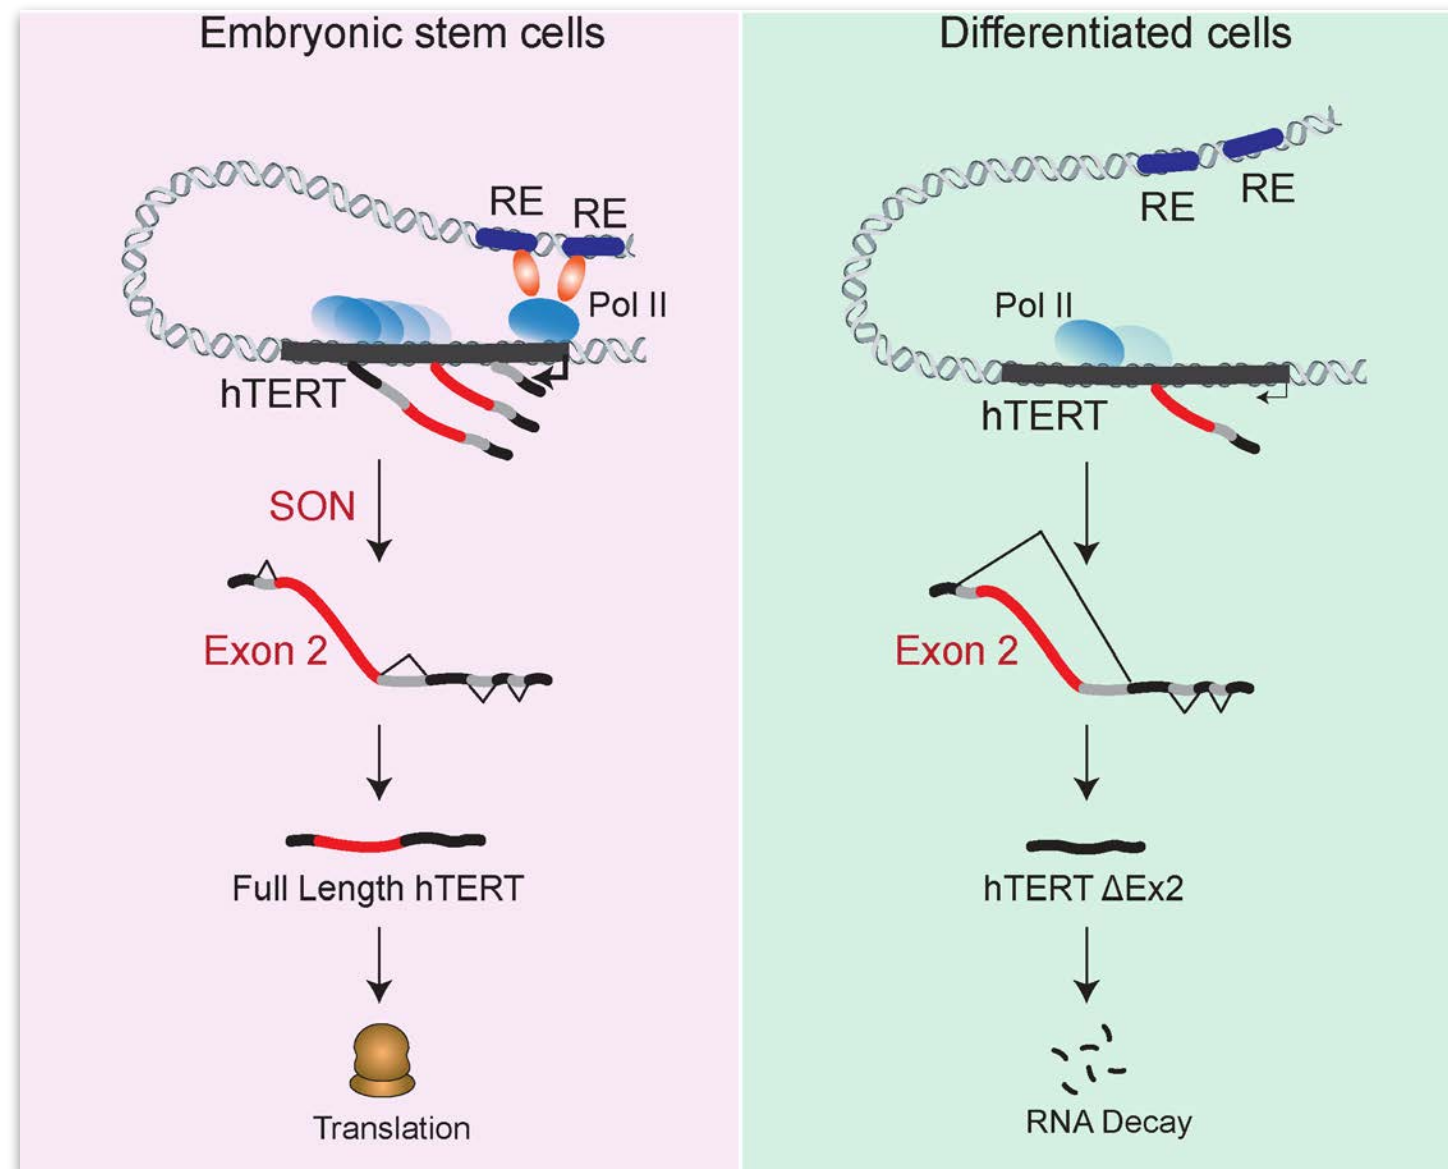 Embryonic stem cells
RE
RE
Pol II
hTERT
SON
Exon 2
Full Length hTERT
Translation
Differentiated cells
RE
RE
Pol II
hTERT
Exon 2
hTERT ΔEx2
RNA Decay